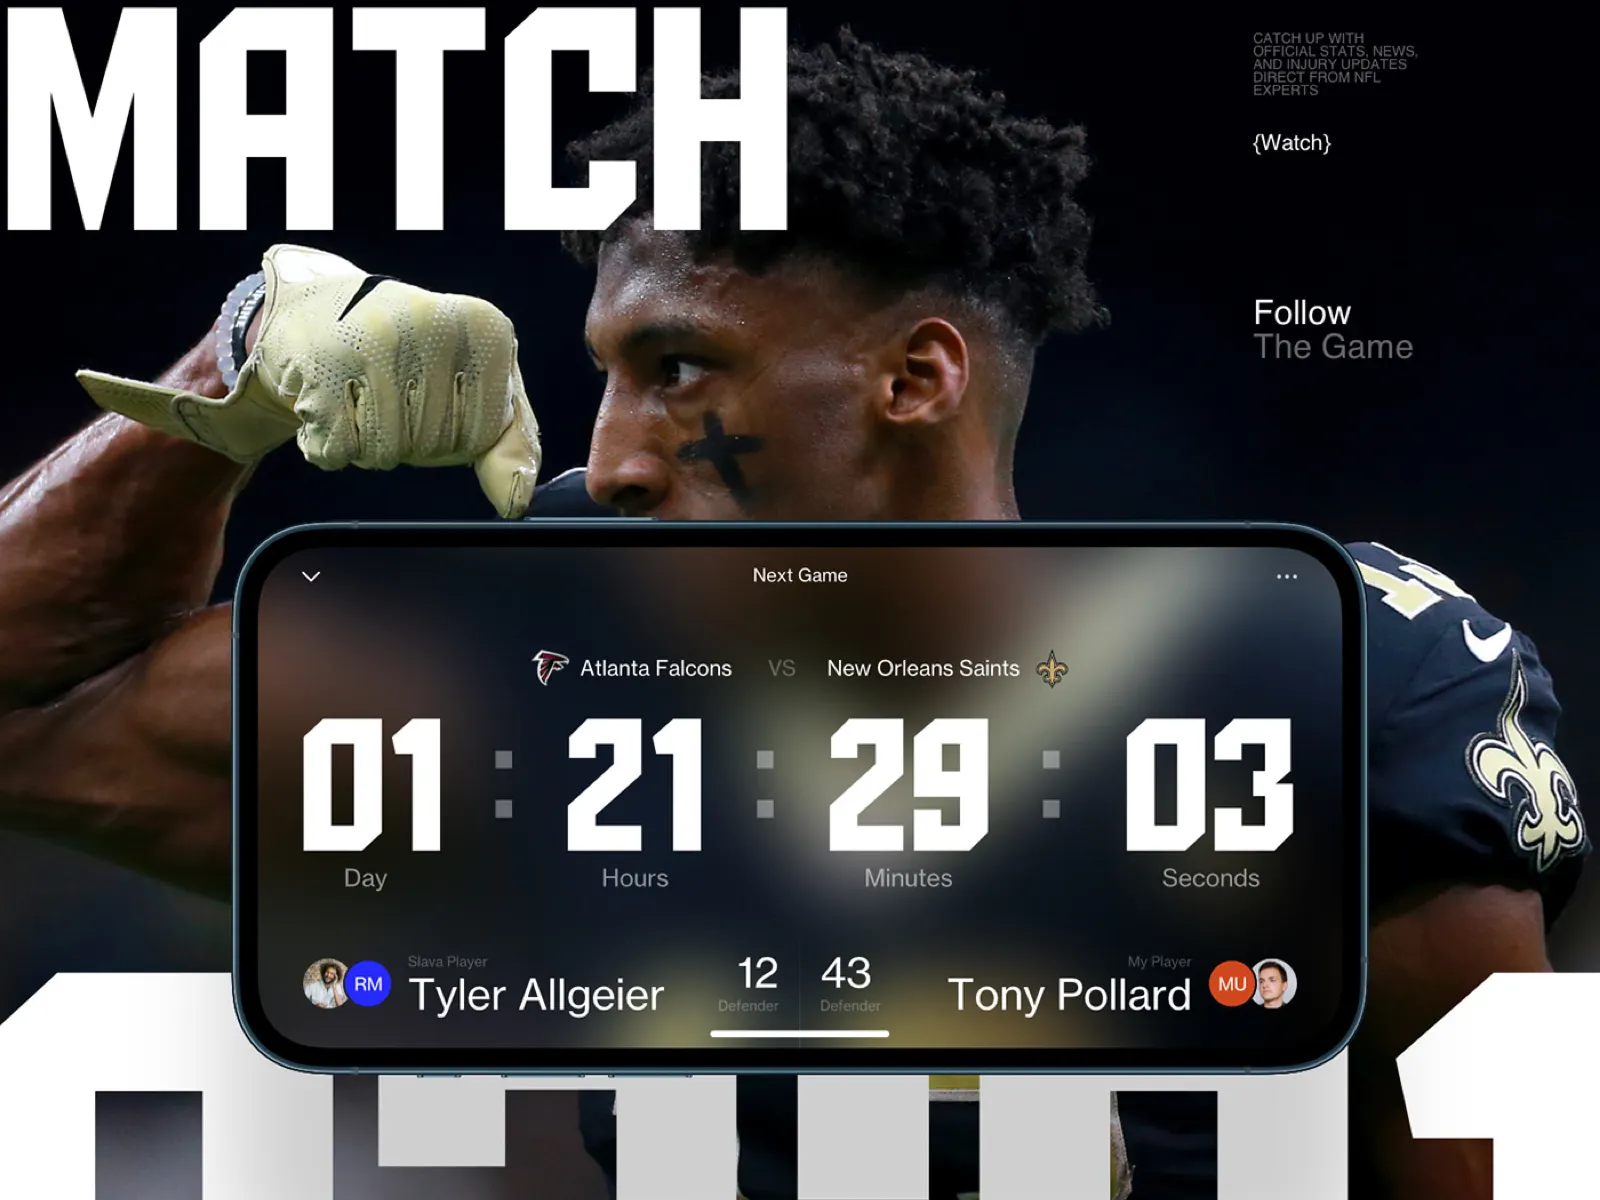 MATCH
CATCH UP WITH
OFFICIAL STATS, NEWS,
AND INJURY UPDATES
DIRECT FROM NFL
EXPERTS
{Watch}
Follow
The Game
Next Game
Atlanta Falcons VS New Orleans Saints
01 : 21 : 29 : 03
Day Hours Minutes Seconds
Slava Player
RM Tyler Allgeier
12
Defender
43
Defender
My Player
Tony Pollard MU